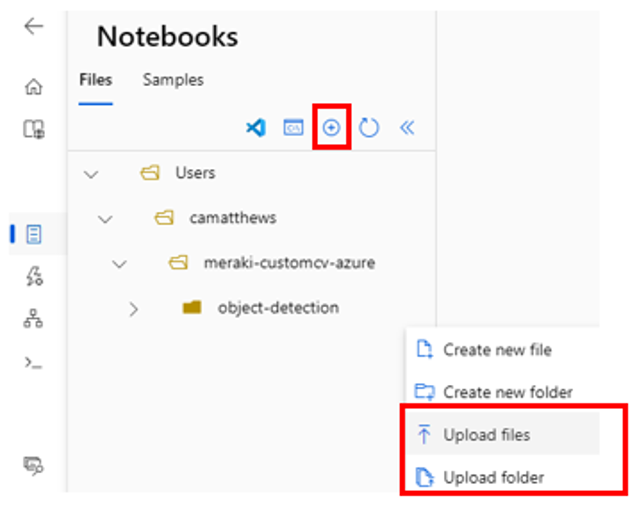 Notebooks
Files Samples
Users
camatthews
meraki-customcv-azure
object-detection
Create new file
Create new folder
Upload files
Upload folder